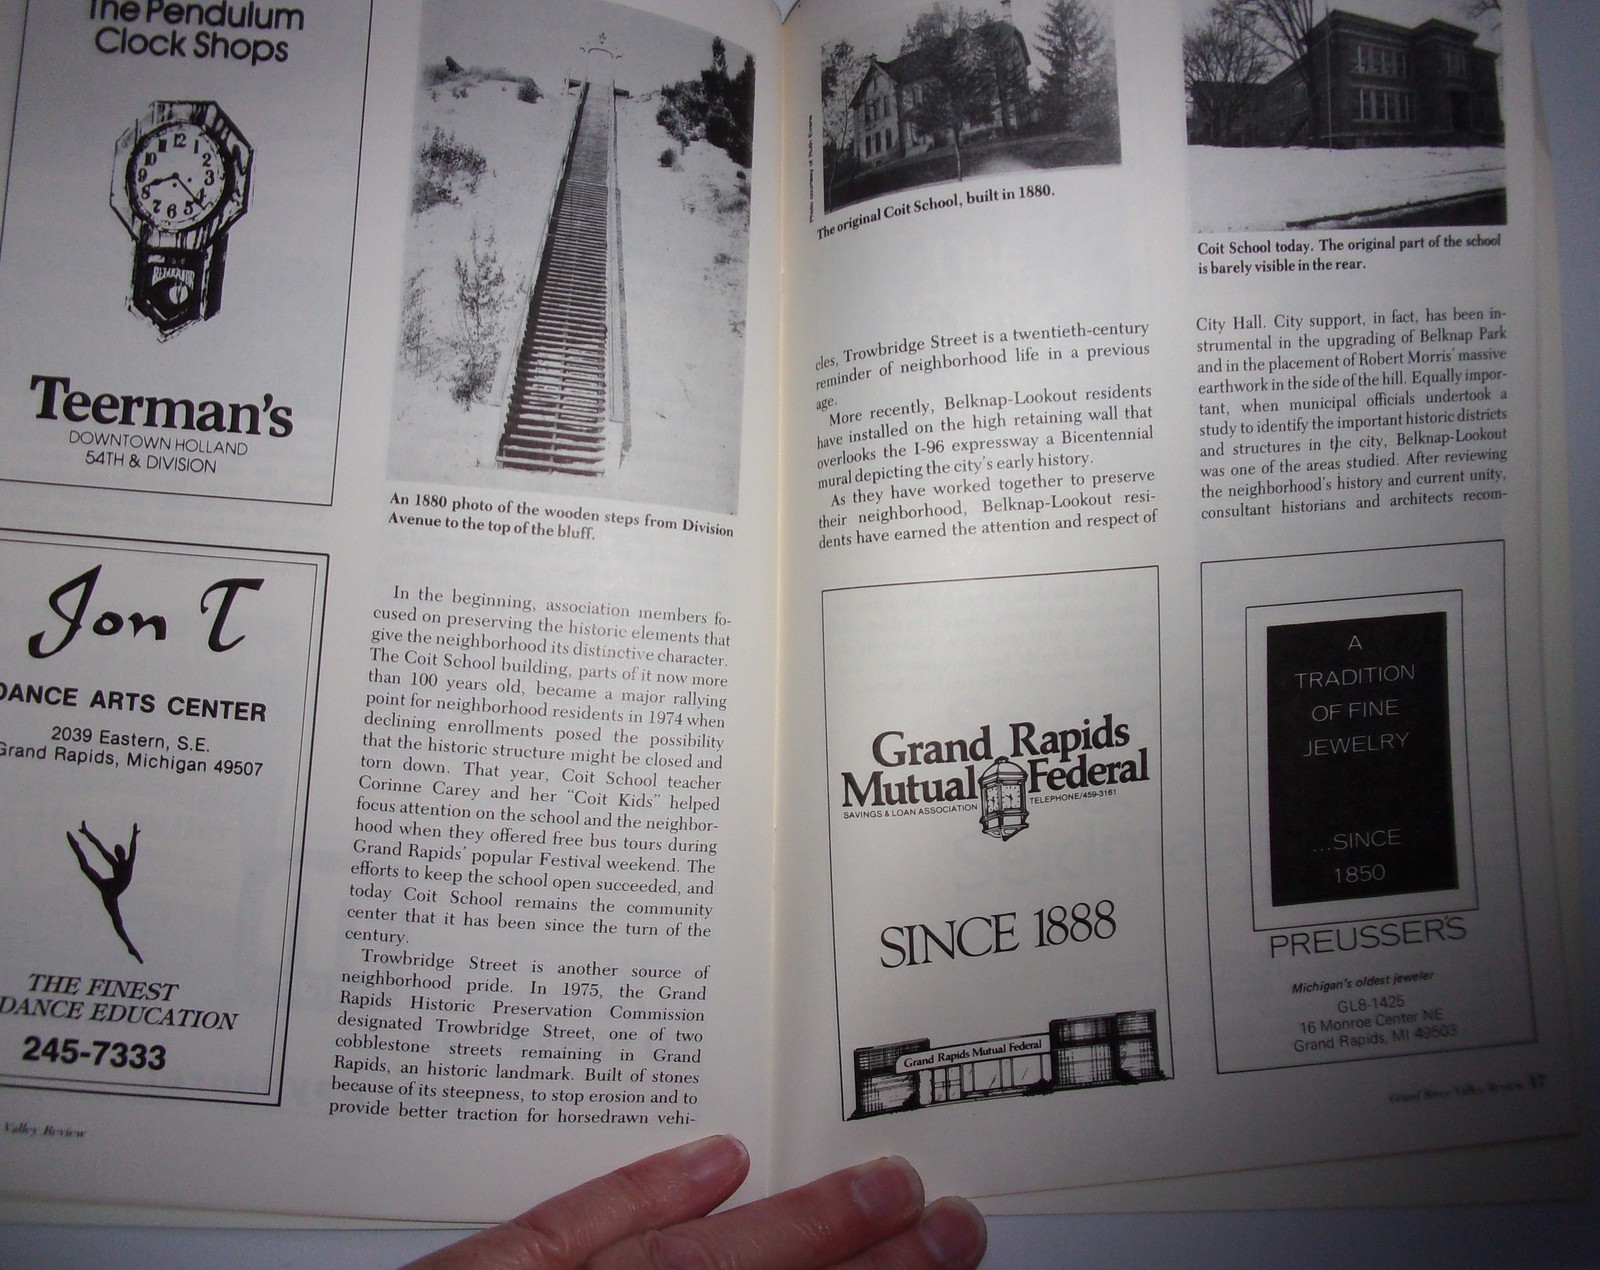 The Pendulum
Clock Shops
Teerman's
DOWNTOWN HOLLAND
54TH & DIVISION
Jon T
DANCE ARTS CENTER
2039 Eastern, S.E.
Grand Rapids, Michigan 49507
THE FINEST
DANCE EDUCATION
245-7333
Valley Review
An 1880 photo of the wooden steps from Division
Avenue to the top of the bluff.
In the beginning, association members fo-
cused on preserving the historic elements that
give the neighborhood its distinctive character.
The Coit School building, parts of it now more
than 100 years old, became a major rallying
point for neighborhood residents in 1974 when
declining enrollments posed the possibility
that the historic structure might be closed and
torn down. That year, Coit School teacher
Corinne Carey and her "Coit Kids" helped
focus attention on the school and the neighbor-
hood when they offered free bus tours during
Grand Rapids' popular Festival weekend. The
efforts to keep the school open succeeded, and
today Coit School remains the community
center that it has been since the turn of the
century.
Trowbridge Street is another source of
neighborhood pride. In 1975, the Grand
Rapids Historic Preservation Commission
designated Trowbridge Street, one of two
cobblestone streets remaining in Grand
Rapids, an historic landmark. Built of stones
because of its steepness, to stop erosion and to
provide better traction for horsedrawn vehi-
Photo courtesy of Ruth Evans
The original Coit School, built in 1880.
cles, Trowbridge Street is a twentieth-century
reminder of neighborhood life in a previous
age.
More recently, Belknap-Lookout residents
have installed on the high retaining wall that
overlooks the I-96 expressway a Bicentennial
mural depicting the city's early history.
As they have worked together to preserve
their neighborhood, Belknap-Lookout resi-
dents have earned the attention and respect of
Grand Rapids
Mutual Federal
SAVINGS & LOAN ASSOCIATION
TELEPHONE/459-3161
SINCE 1888
Grand Rapids Mutual Federal
Coit School today. The original part of the school
is barely visible in the rear.
City Hall. City support, in fact, has been in-
strumental in the upgrading of Belknap Park
and in the placement of Robert Morris' massive
earthwork in the side of the hill. Equally impor-
tant, when municipal officials undertook a
study to identify the important historic districts
and structures in the city, Belknap-Lookout
was one of the areas studied. After reviewing
the neighborhood's history and current unity,
consultant historians and architects recom-
A
TRADITION
OF FINE
JEWELRY
...SINCE
1850
PREUSSER'S
Michigan's oldest jeweler
GL8-1425
16 Monroe Center NE
Grand Rapids, MI 49503
Grand River Valley Review 47